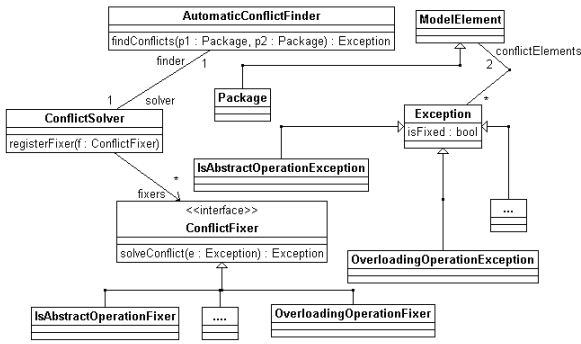 AutomaticConflictFinder
findConflicts(p1 : Package, p2 : Package) : Exception
ModelElement
conflictElements
finder
1
2
Package
1
solver
*
ConflictSolver
registerFixer(f : ConflictFixer)
Exception
isFixed : bool
IsAbstractOperationException
*
fixers
<<interface>>
ConflictFixer
solveConflict(e : Exception) : Exception
...
OverloadingOperationException
IsAbstractOperationFixer
....
OverloadingOperationFixer